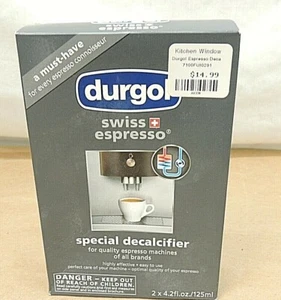 a must-have
for every espresso connoisseur
Kitchen Window
Durgol Espresso Deca
$14.99
durgol
swiss espresso®
special decalcifier
for quality espresso machines
of all brands
highly effective • easy to use
perfect care of your machine – optimal quality of your espresso
DANGER – KEEP OUT
OF REACH OF CHILDREN.
2 x 4.2fl.oz./125ml